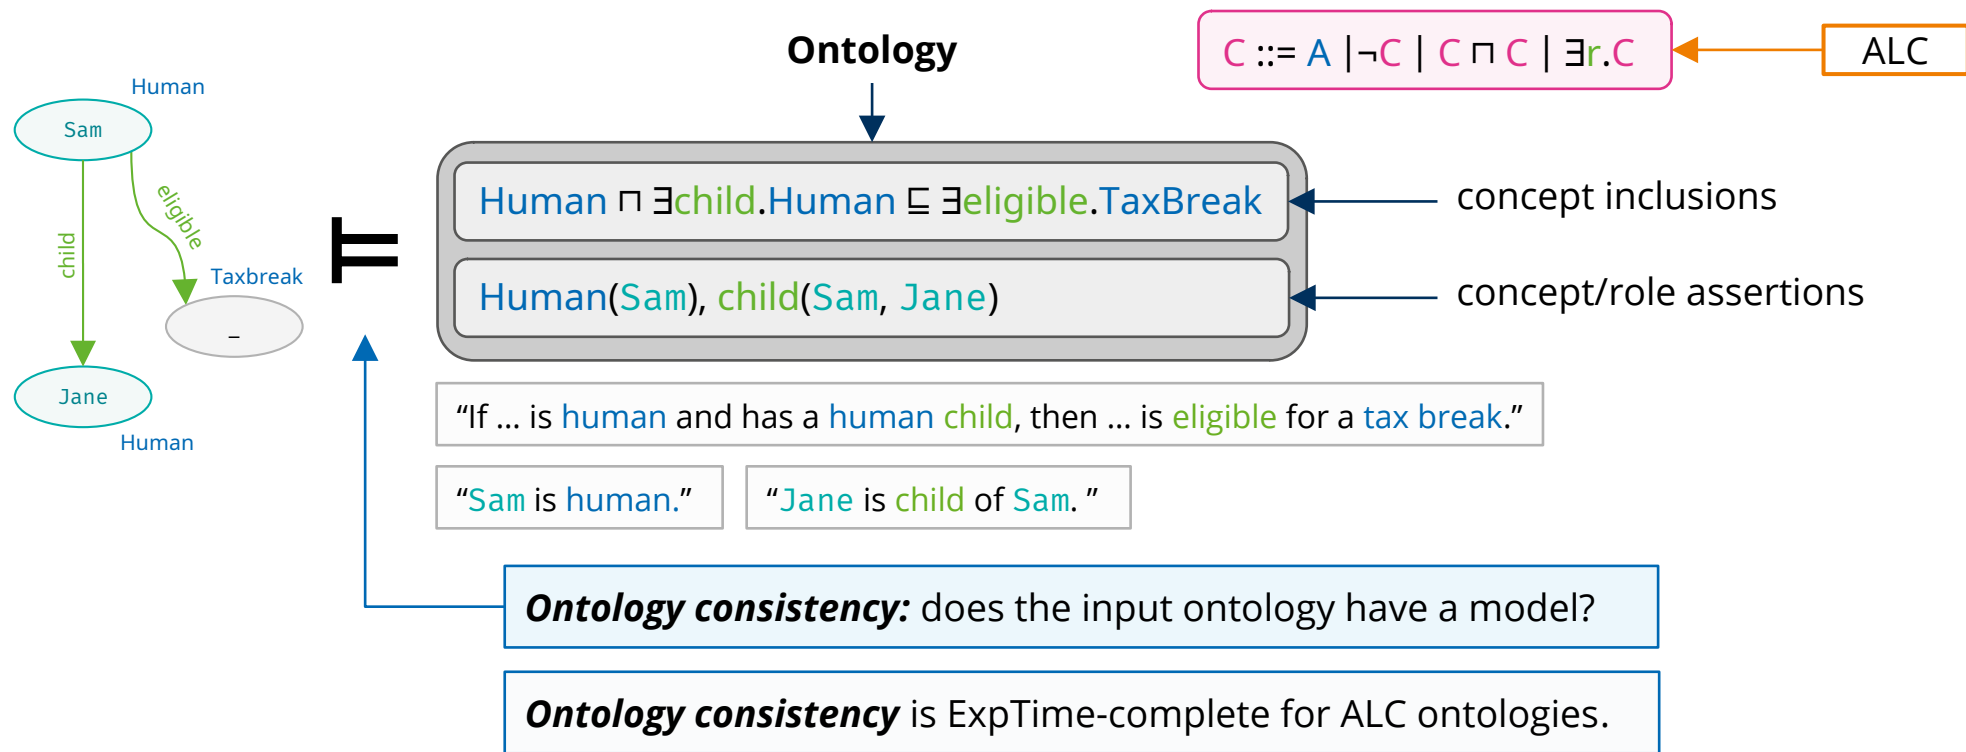 Ontology
C ::= A | ¬C | C ⊓ C | ∃r.C
ALC
Human
Sam
child
eligible
Taxbreak
_
Jane
Human
⊨
Human ⊓ ∃child.Human ⊑ ∃eligible.TaxBreak
concept inclusions
Human(Sam), child(Sam, Jane)
concept/role assertions
“If ... is human and has a human child, then ... is eligible for a tax break.”
“Sam is human.”
“Jane is child of Sam. ”
Ontology consistency: does the input ontology have a model?
Ontology consistency is ExpTime-complete for ALC ontologies.